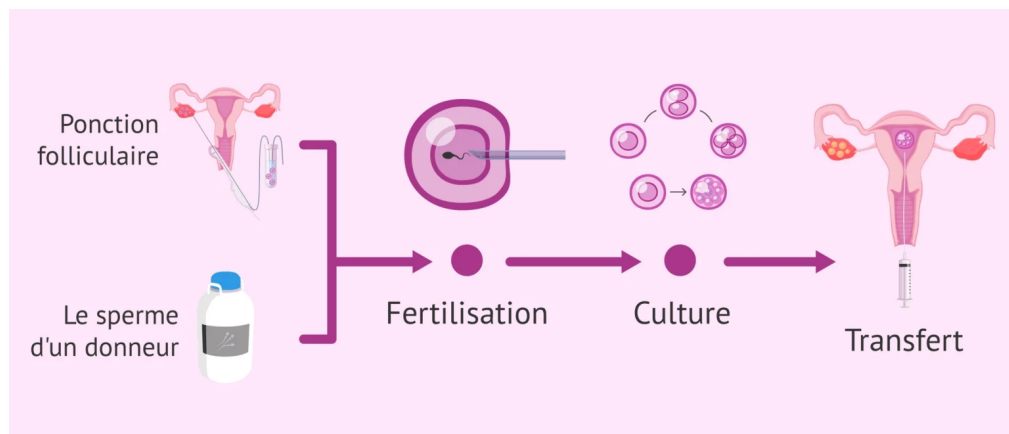 Ponction
folliculaire
Le sperme
d'un donneur
Fertilisation
Culture
Transfert